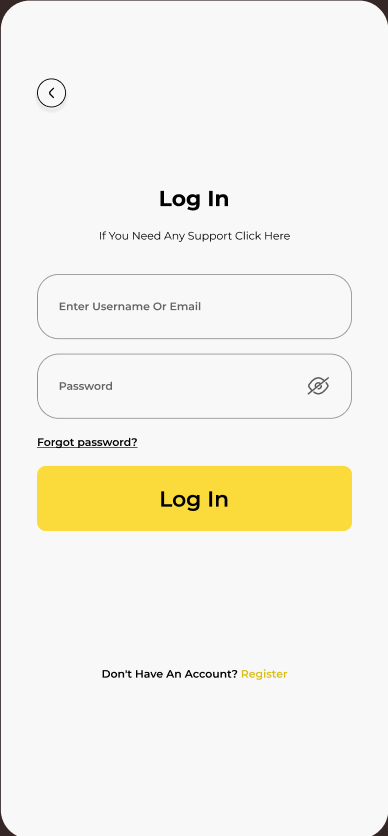 Log In
If You Need Any Support Click Here
Enter Username Or Email
Password
Forgot password?
Log In
Don't Have An Account? Register